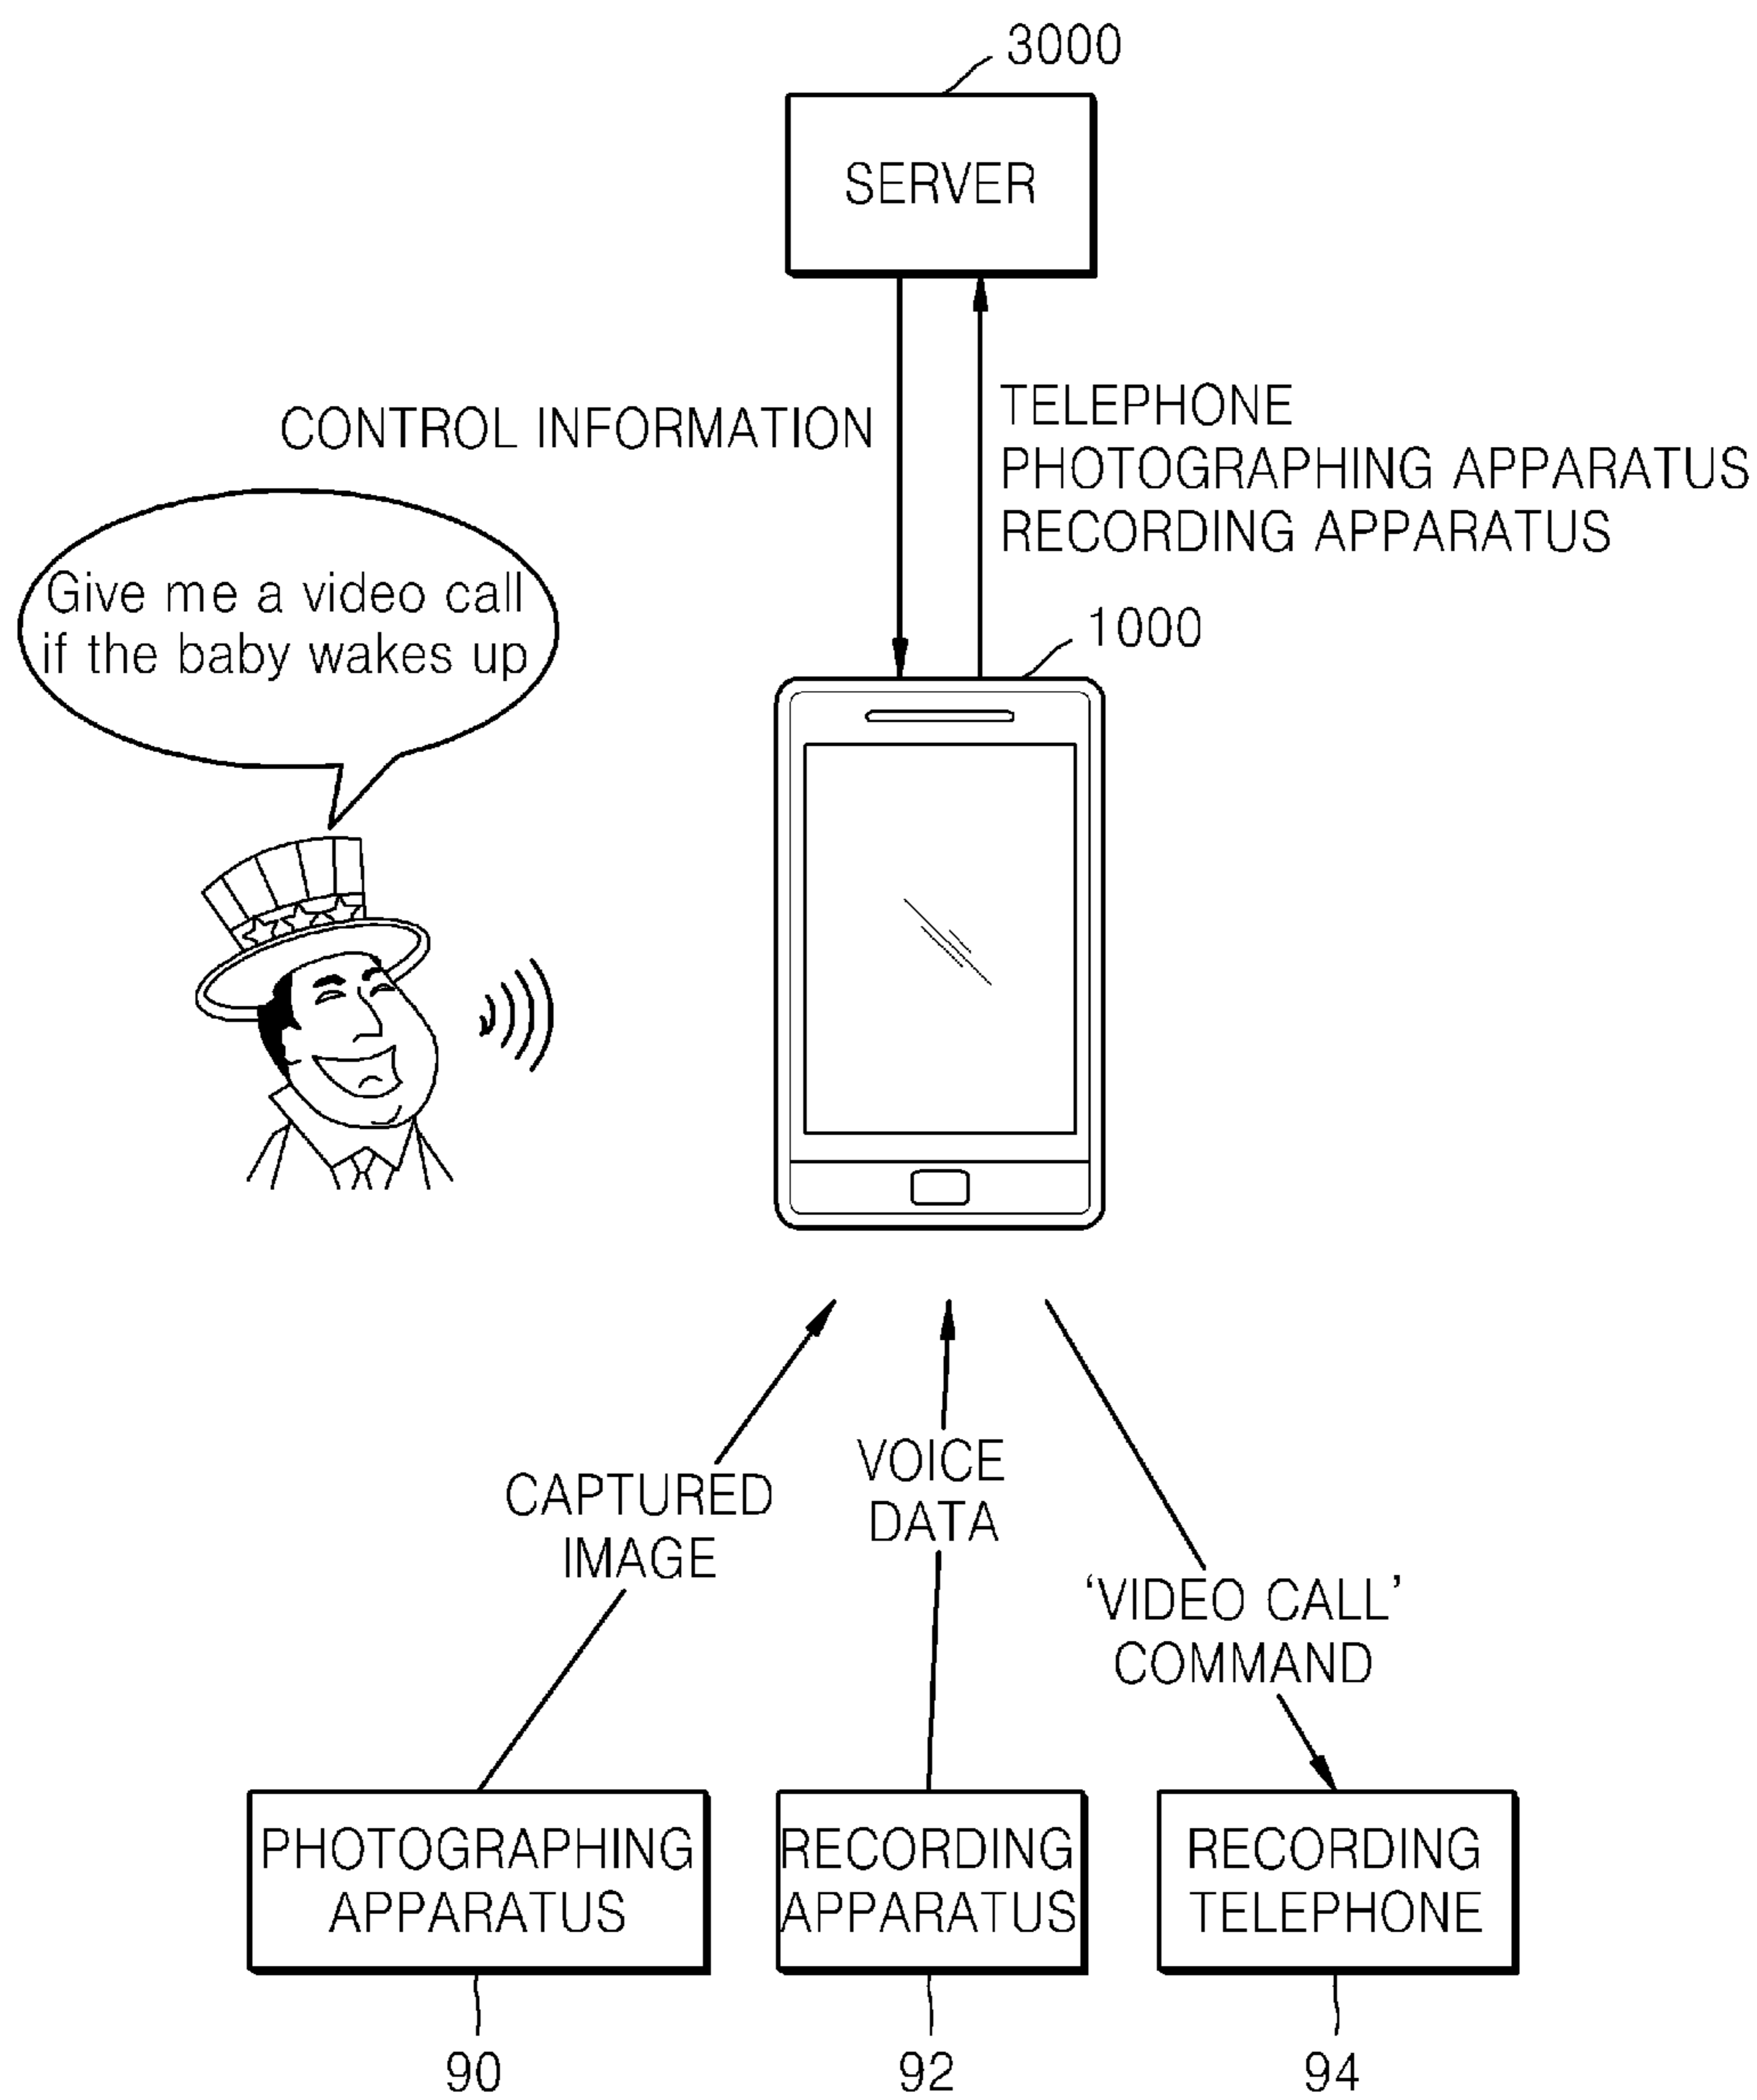 3000
SERVER
CONTROL INFORMATION
TELEPHONE
PHOTOGRAPHING APPARATUS
RECORDING APPARATUS
Give me a video call
if the baby wakes up
1000
CAPTURED
IMAGE
VOICE
DATA
‘VIDEO CALL’
COMMAND
PHOTOGRAPHING
APPARATUS
RECORDING
APPARATUS
RECORDING
TELEPHONE
90
92
94